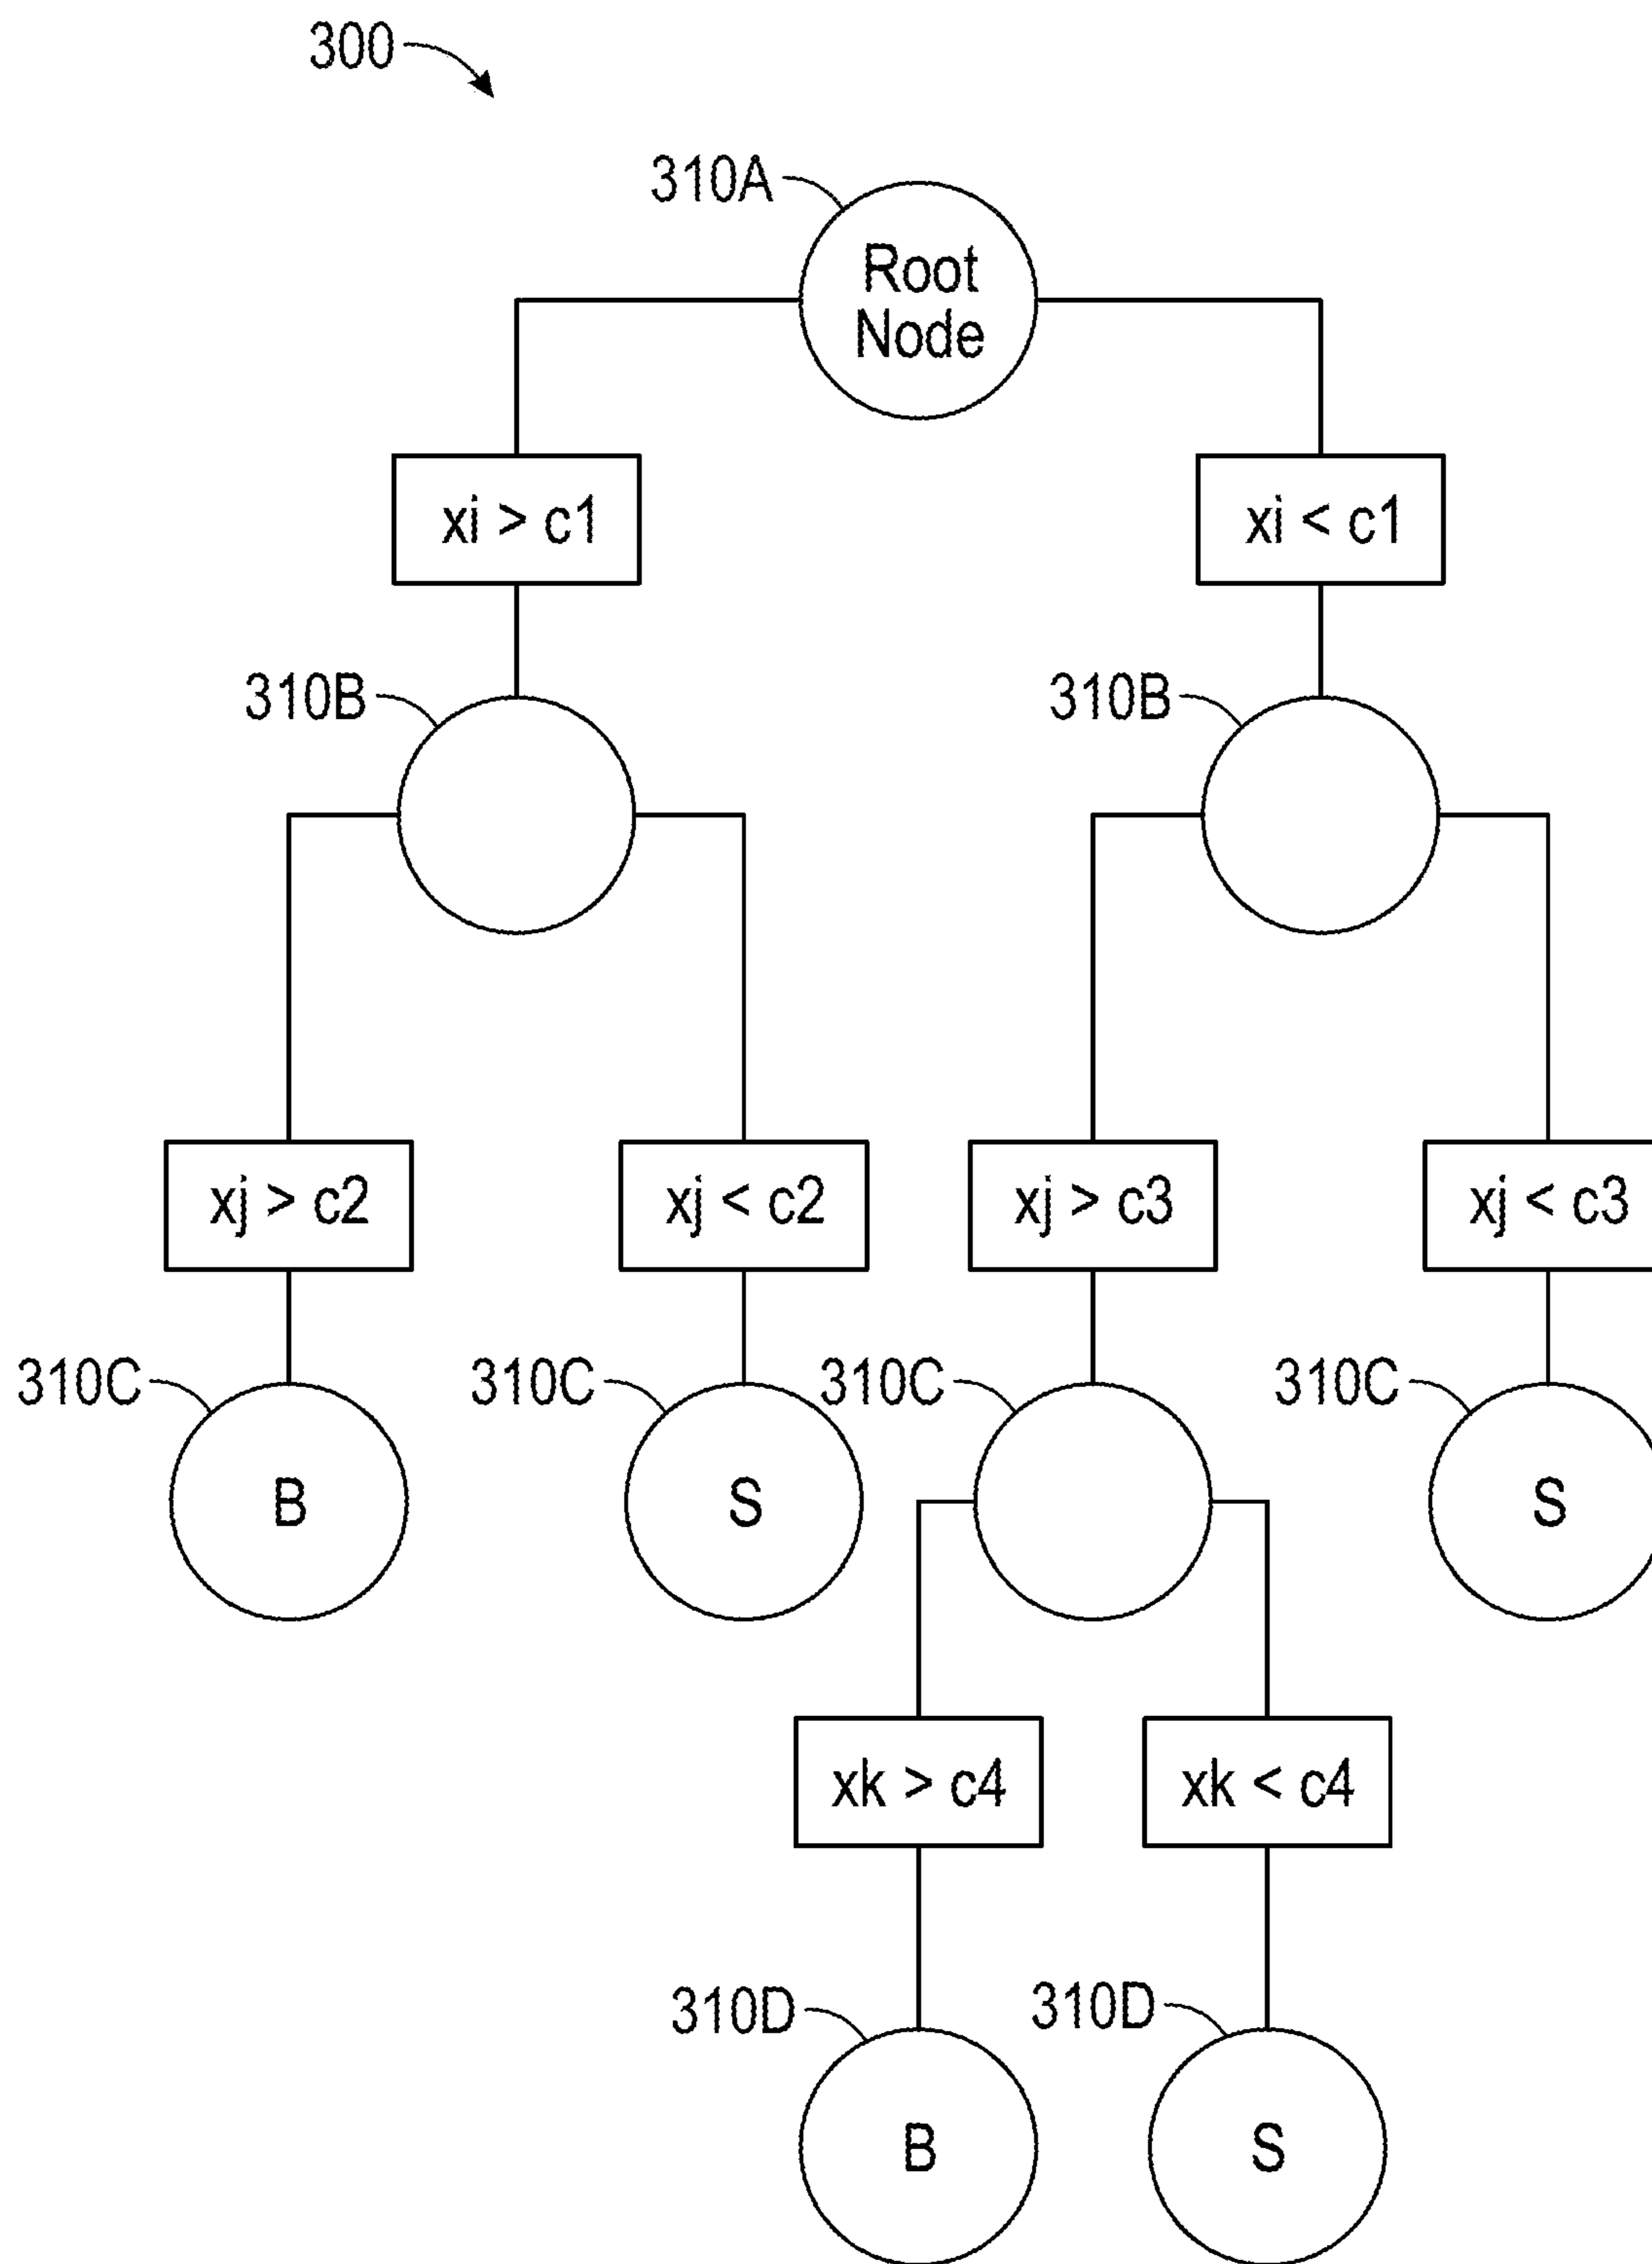 300
310A
Root
Node
xi > c1
xi < c1
310B
310B
xj > c2
xj < c2
xj > c3
xj < c3
310C
310C
310C
310C
B
S
S
xk > c4
xk < c4
310D
310D
B
S